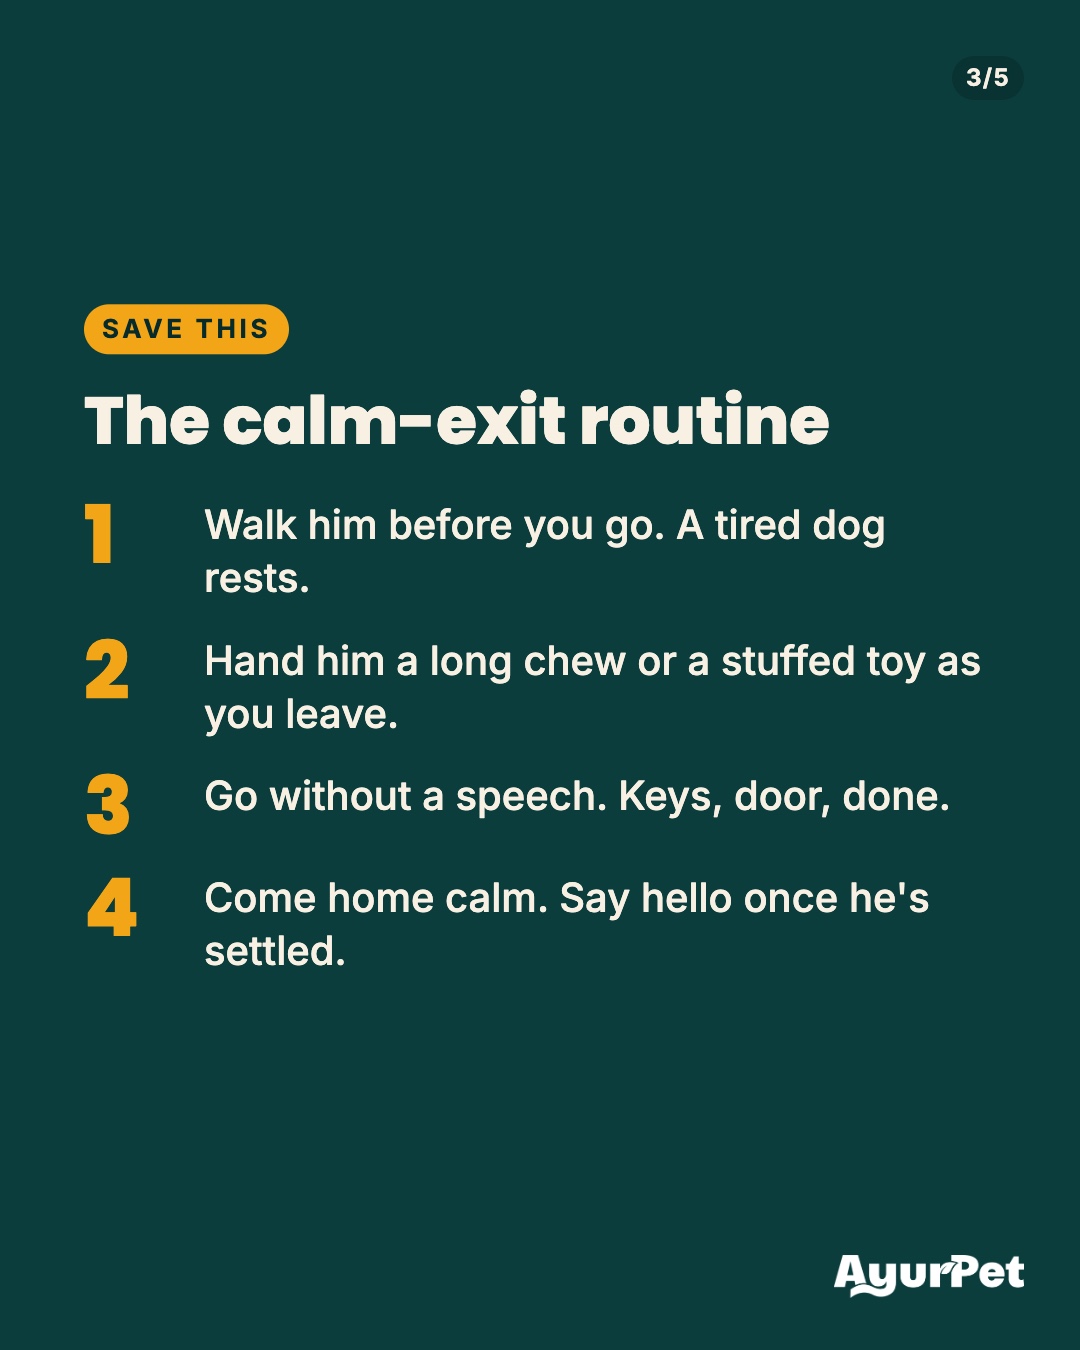 3/5
SAVE THIS
The calm-exit routine
1 Walk him before you go. A tired dog
rests.
2 Hand him a long chew or a stuffed toy as
you leave.
3 Go without a speech. Keys, door, done.
4 Come home calm. Say hello once he's
settled.
AyurPet